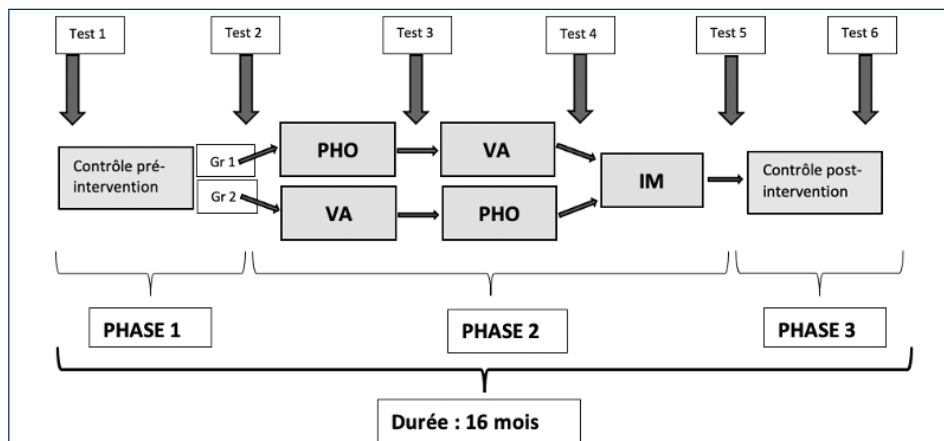 Test 1
Test 2
Test 3
Test 4
Test 5
Test 6
Contrôle pré-
intervention
Gr 1
Gr 2
PHO
VA
VA
PHO
IM
Contrôle post-
intervention
PHASE 1
PHASE 2
PHASE 3
Durée : 16 mois